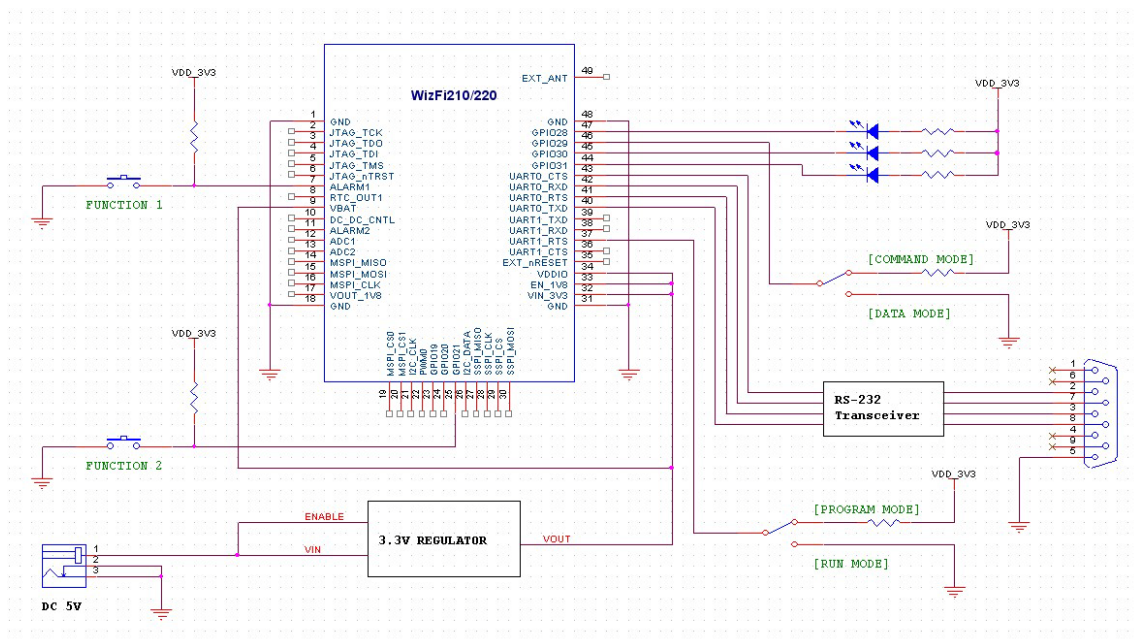 WizFi210/220
EXT_ANT 49
1 GND
2 JTAG_TCK
3 JTAG_TDO
4 JTAG_TDI
5 JTAG_TMS
6 JTAG_nTRST
7 ALARM1
8 RTC_OUT1
9 VBAT
10 DC_DC_CNTL
11 ALARM2
12 ADC1
13 ADC2
14 MSPI_MISO
15 MSPI_MOSI
16 MSPI_CLK
17 VOUT_1V8
18 GND
GND 48
GPIO28 47
GPIO29 46
GPIO30 45
GPIO31 44
UART0_CTS 43
UART0_RXD 42
UART0_RTS 41
UART0_TXD 40
UART1_TXD 39
UART1_RXD 38
UART1_RTS 37
UART1_CTS 36
EXT_nRESET 35
VDDIO 34
EN_1V8 33
VIN_3V3 32
GND 31
MSPI_CS0 19
MSPI_CS1 20
I2C_CLK 21
PWM0 22
GPIO19 23
GPIO20 24
GPIO21 25
I2C_DATA 26
SSPI_MISO 27
SSPI_CLK 28
SSPI_CS 29
SSPI_MOSI 30
VDD_3V3
FUNCTION 1
VDD_3V3
FUNCTION 2
VDD_3V3
VDD_3V3
[COMMAND MODE]
[DATA MODE]
RS-232
Transceiver
1
6
2
7
3
8
4
9
5
VDD_3V3
[PROGRAM MODE]
[RUN MODE]
ENABLE
VIN
3.3V REGULATOR
VOUT
1
2
3
DC 5V